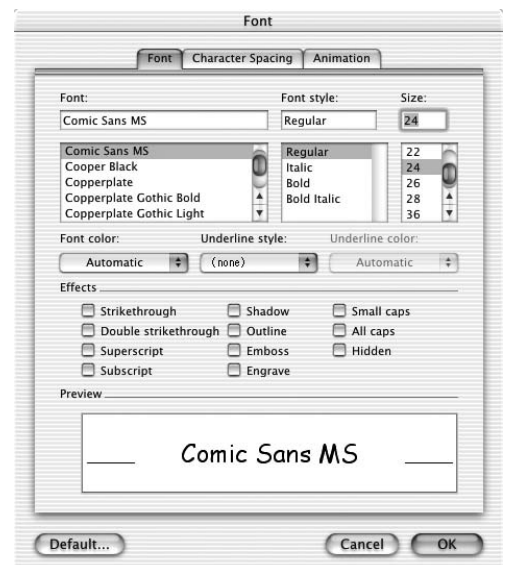 Font
Font Character Spacing Animation
Font: Font style: Size:
Comic Sans MS Regular 24
Comic Sans MS Regular 22
Cooper Black Italic 24
Copperplate Bold 26
Copperplate Gothic Bold Bold Italic 28
Copperplate Gothic Light 36
Font color: Underline style: Underline color:
Automatic (none) Automatic
Effects
Strikethrough Shadow Small caps
Double strikethrough Outline All caps
Superscript Emboss Hidden
Subscript Engrave
Preview
Comic Sans MS
Default... Cancel OK